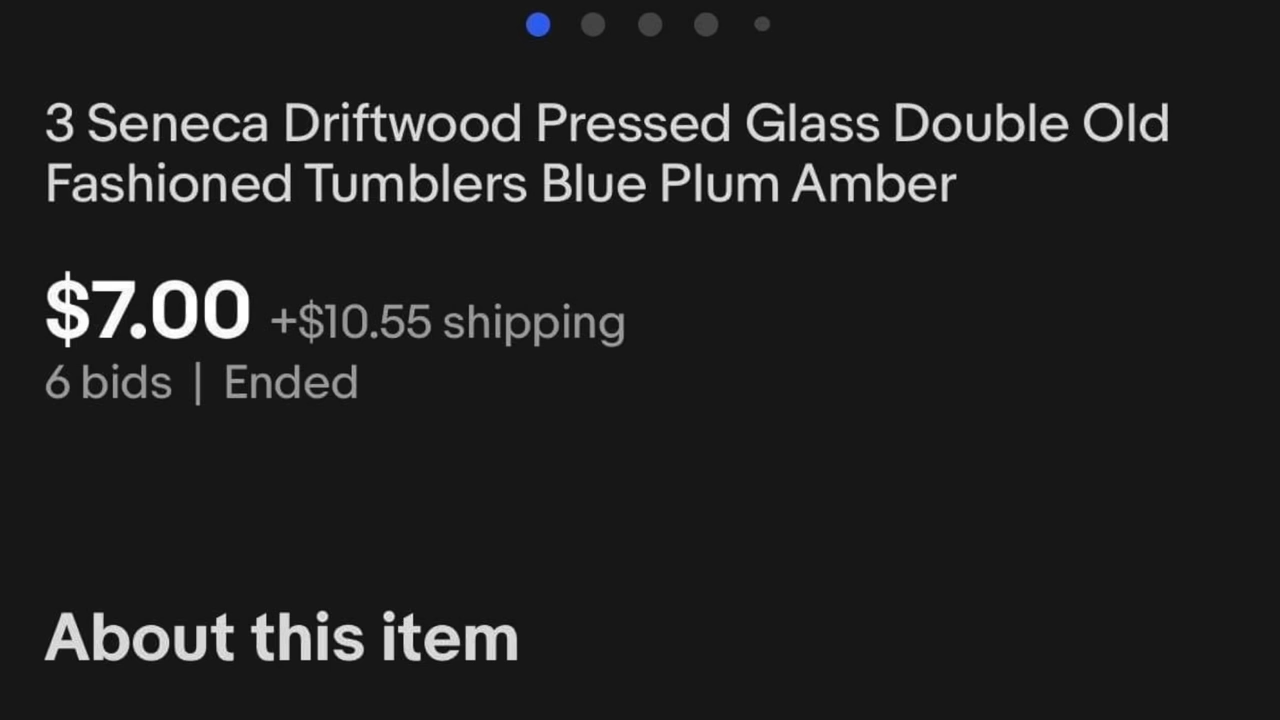 3 Seneca Driftwood Pressed Glass Double Old
Fashioned Tumblers Blue Plum Amber
$7.00 +$10.55 shipping
6 bids | Ended
About this item